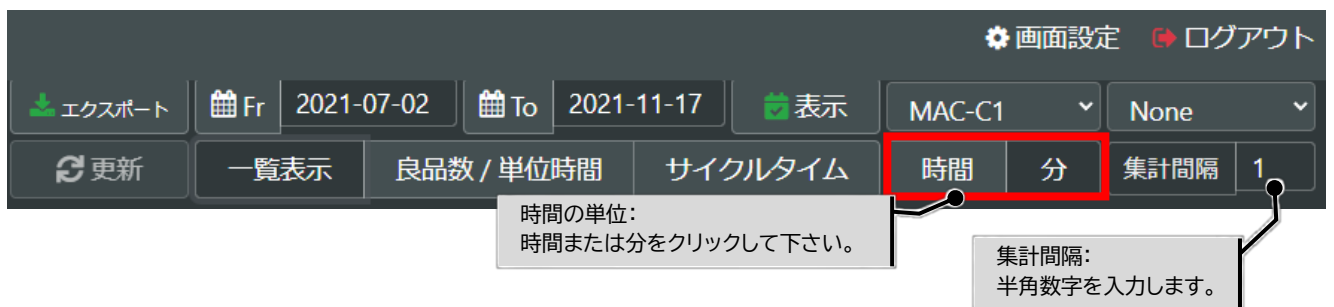 画面設定 ログアウト
エクスポート Fr 2021-07-02 To 2021-11-17 表示 MAC-C1 None
更新 一覧表示 良品数 / 単位時間 サイクルタイム 時間 分 集計間隔 1
時間の単位:
時間または分をクリックして下さい。
集計間隔:
半角数字を入力します。